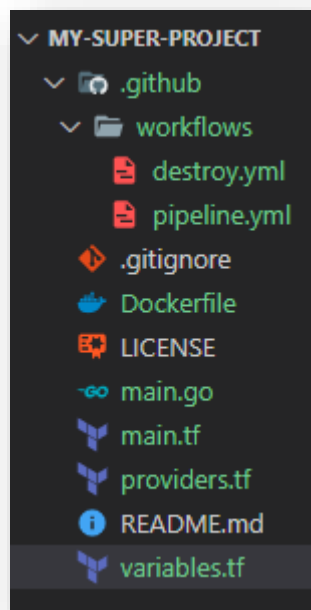 MY-SUPER-PROJECT
.github
workflows
destroy.yml
pipeline.yml
.gitignore
Dockerfile
LICENSE
GO main.go
main.tf
providers.tf
README.md
variables.tf